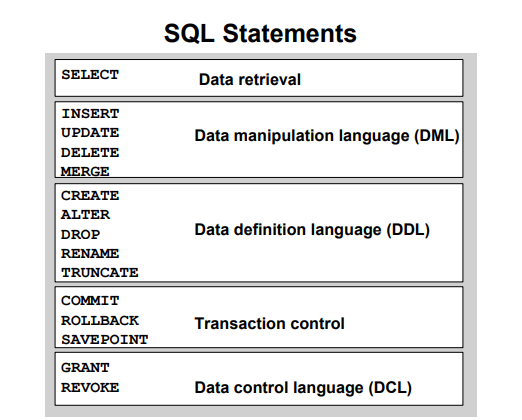 SQL Statements
SELECT
Data retrieval
INSERT
UPDATE
DELETE
MERGE
Data manipulation language (DML)
CREATE
ALTER
DROP
RENAME
TRUNCATE
Data definition language (DDL)
COMMIT
ROLLBACK
SAVEPOINT
Transaction control
GRANT
REVOKE
Data control language (DCL)